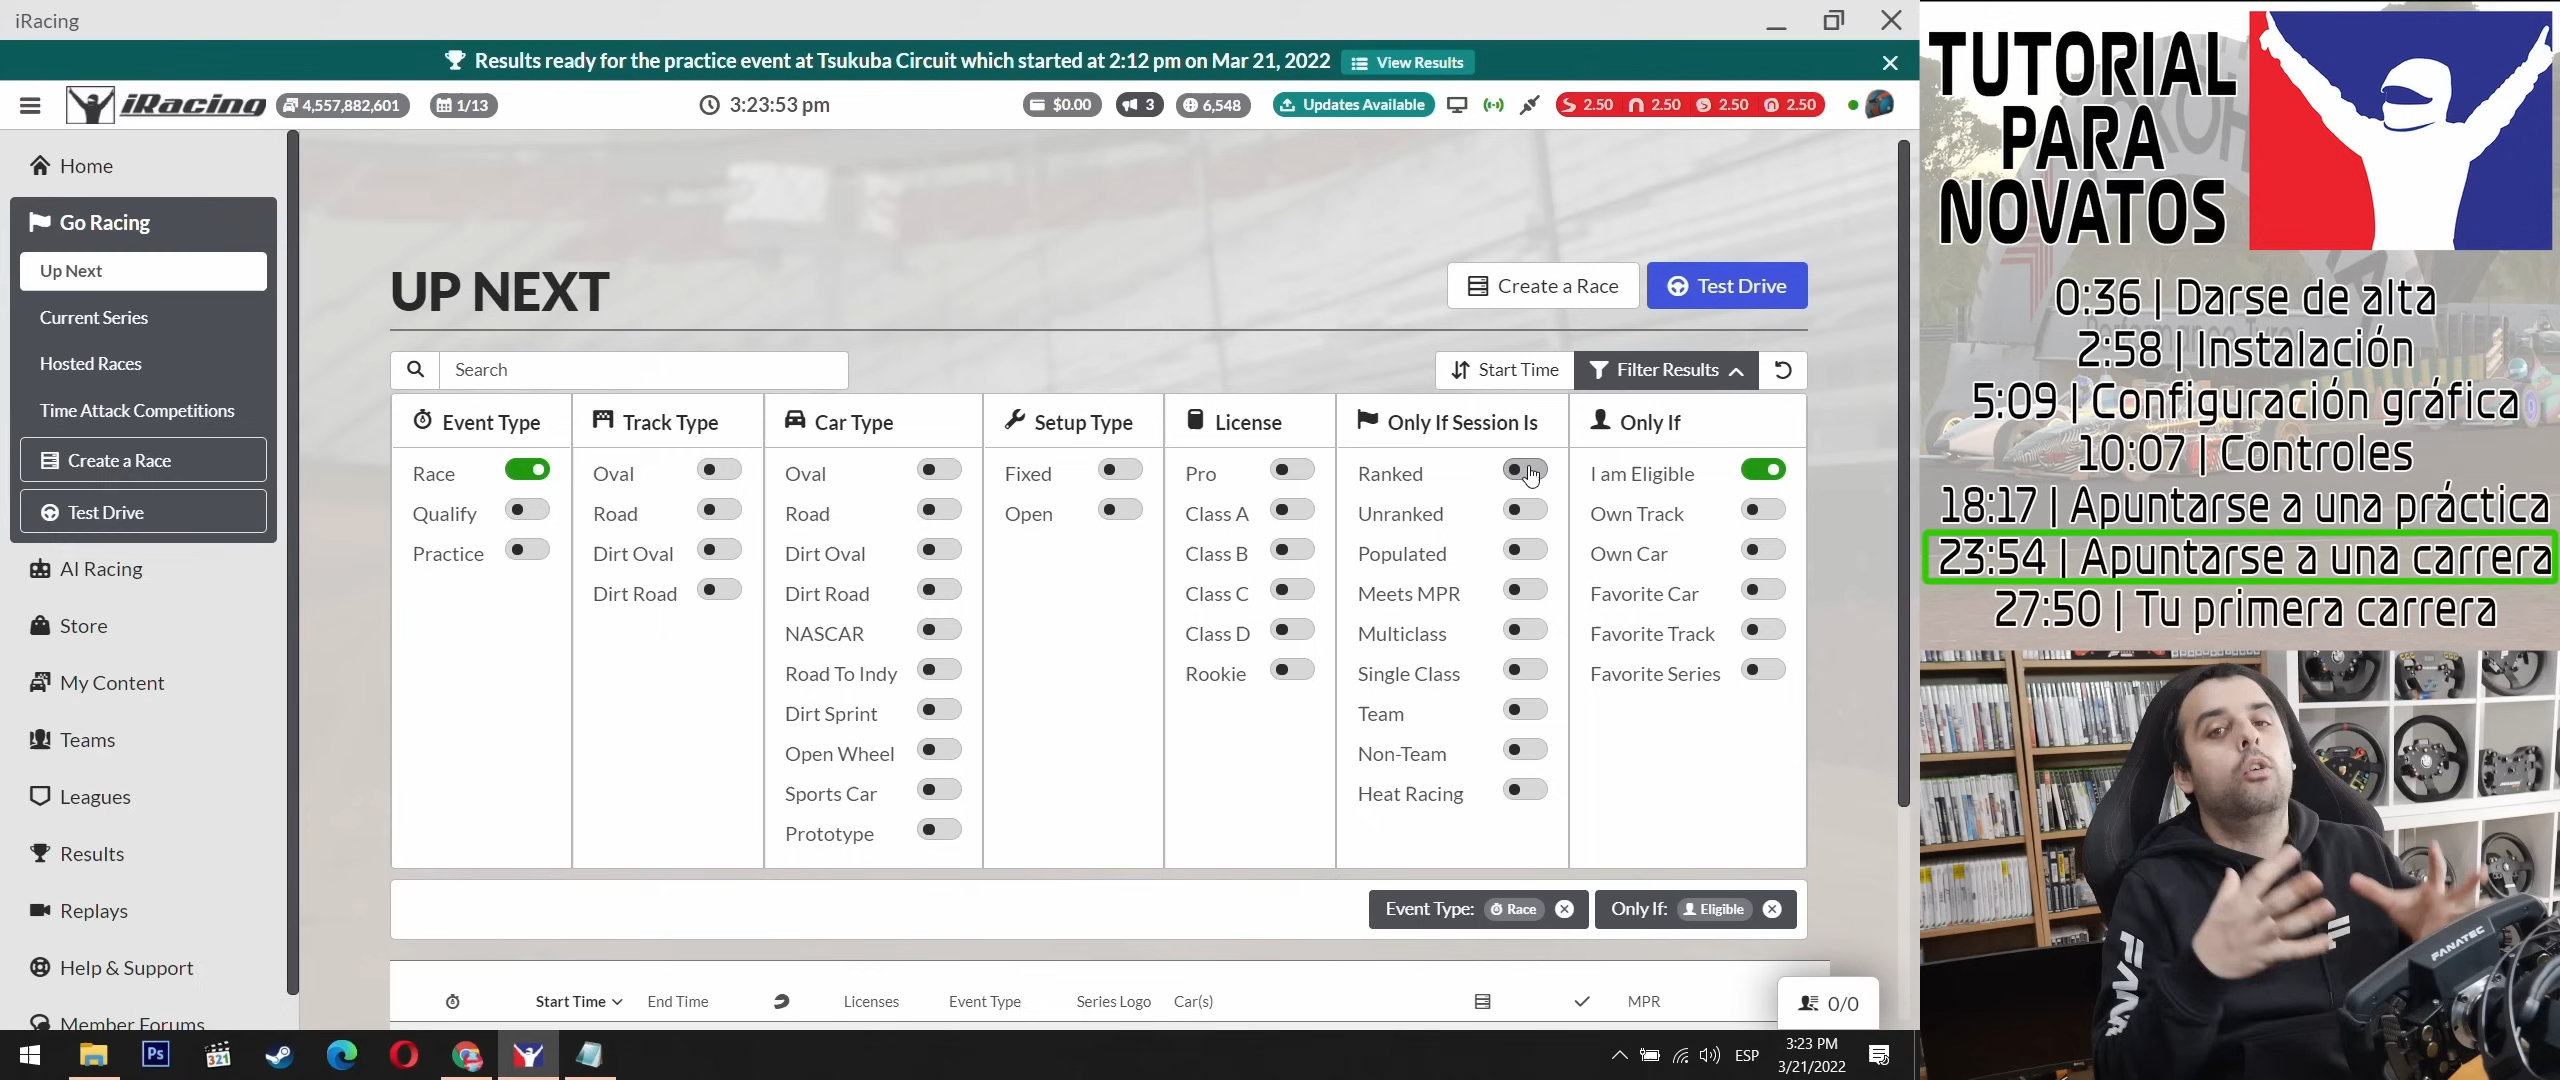 iRacing
Results ready for the practice event at Tsukuba Circuit which started at 2:12 pm on Mar 21, 2022
View Results
iRacing
4,557,882,601
1/13
3:23:53 pm
$0.00
3
6,548
Updates Available
2.50
2.50
2.50
2.50
Home
Go Racing
Up Next
Current Series
Hosted Races
Time Attack Competitions
Create a Race
Test Drive
AI Racing
Store
My Content
Teams
Leagues
Results
Replays
Help & Support
Member Forums
UP NEXT
Create a Race
Test Drive
Search
Start Time
Filter Results
Event Type
Race
Qualify
Practice
Track Type
Oval
Road
Dirt Oval
Dirt Road
Car Type
Oval
Road
Dirt Oval
Dirt Road
NASCAR
Road To Indy
Dirt Sprint
Open Wheel
Sports Car
Prototype
Setup Type
Fixed
Open
License
Pro
Class A
Class B
Class C
Class D
Rookie
Only If Session Is
Ranked
Unranked
Populated
Meets MPR
Multiclass
Single Class
Team
Non-Team
Heat Racing
Only If
I am Eligible
Own Track
Own Car
Favorite Car
Favorite Track
Favorite Series
Event Type: Race
Only If: Eligible
Start Time
End Time
Licenses
Event Type
Series Logo
Car(s)
MPR
0/0
Ps
321
ESP
3:23 PM
3/21/2022
TUTORIAL
PARA
NOVATOS
0:36 | Darse de alta
2:58 | Instalación
5:09 | Configuración gráfica
10:07 | Controles
18:17 | Apuntarse a una práctica
23:54 | Apuntarse a una carrera
27:50 | Tu primera carrera
FANATEC